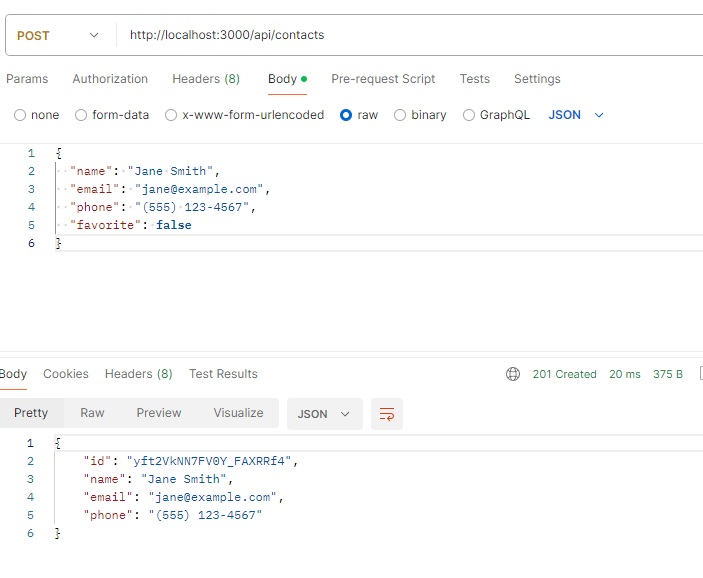 POST http://localhost:3000/api/contacts
Params Authorization Headers (8) Body Pre-request Script Tests Settings
none form-data x-www-form-urlencoded raw binary GraphQL JSON
1 {
2 "name": "Jane Smith",
3 "email": "jane@example.com",
4 "phone": "(555) 123-4567",
5 "favorite": false
6 }
Body Cookies Headers (8) Test Results 201 Created 20 ms 375 B
Pretty Raw Preview Visualize JSON
1 {
2 "id": "yft2VkNN7FV0Y_FAXRRf4",
3 "name": "Jane Smith",
4 "email": "jane@example.com",
5 "phone": "(555) 123-4567"
6 }